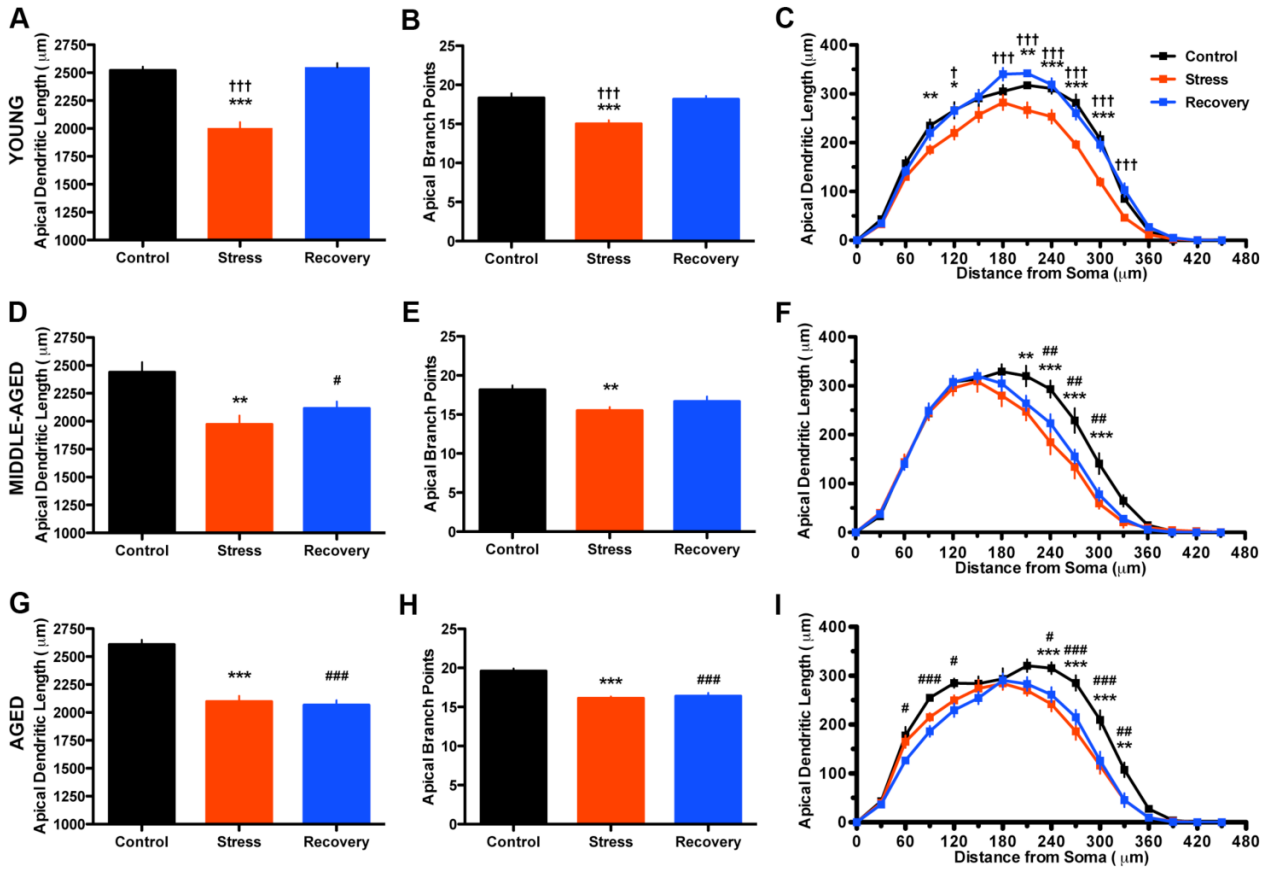 A
YOUNG
Apical Dendritic Length ( μm)
2750
2500
2250
2000
1750
1500
1250
1000
†††
***
Control
Stress
Recovery
B
Apical Branch Points
25
20
15
10
5
0
†††
***
Control
Stress
Recovery
C
Apical Dendritic Length (μm)
400
300
200
100
0
**
†
*
†††
†††
**
†††
***
†††
***
†††
***
†††
Control
Stress
Recovery
0
60
120
180
240
300
360
420
480
Distance from Soma (μm)
D
MIDDLE-AGED
Apical Dendritic Length ( μm)
2750
2500
2250
2000
1750
1500
1250
1000
**
#
Control
Stress
Recovery
E
Apical Branch Points
25
20
15
10
5
0
**
Control
Stress
Recovery
F
Apical Dendritic Length (μm)
400
300
200
100
0
**
##
***
##
***
##
***
0
60
120
180
240
300
360
420
480
Distance from Soma (μm)
G
AGED
Apical Dendritic Length ( μm)
2750
2500
2250
2000
1750
1500
1250
1000
***
###
Control
Stress
Recovery
H
Apical Branch Points
25
20
15
10
5
0
***
###
Control
Stress
Recovery
I
Apical Dendritic Length (μm)
400
300
200
100
0
#
###
#
#
***
###
***
###
***
##
**
0
60
120
180
240
300
360
420
480
Distance from Soma (μm)